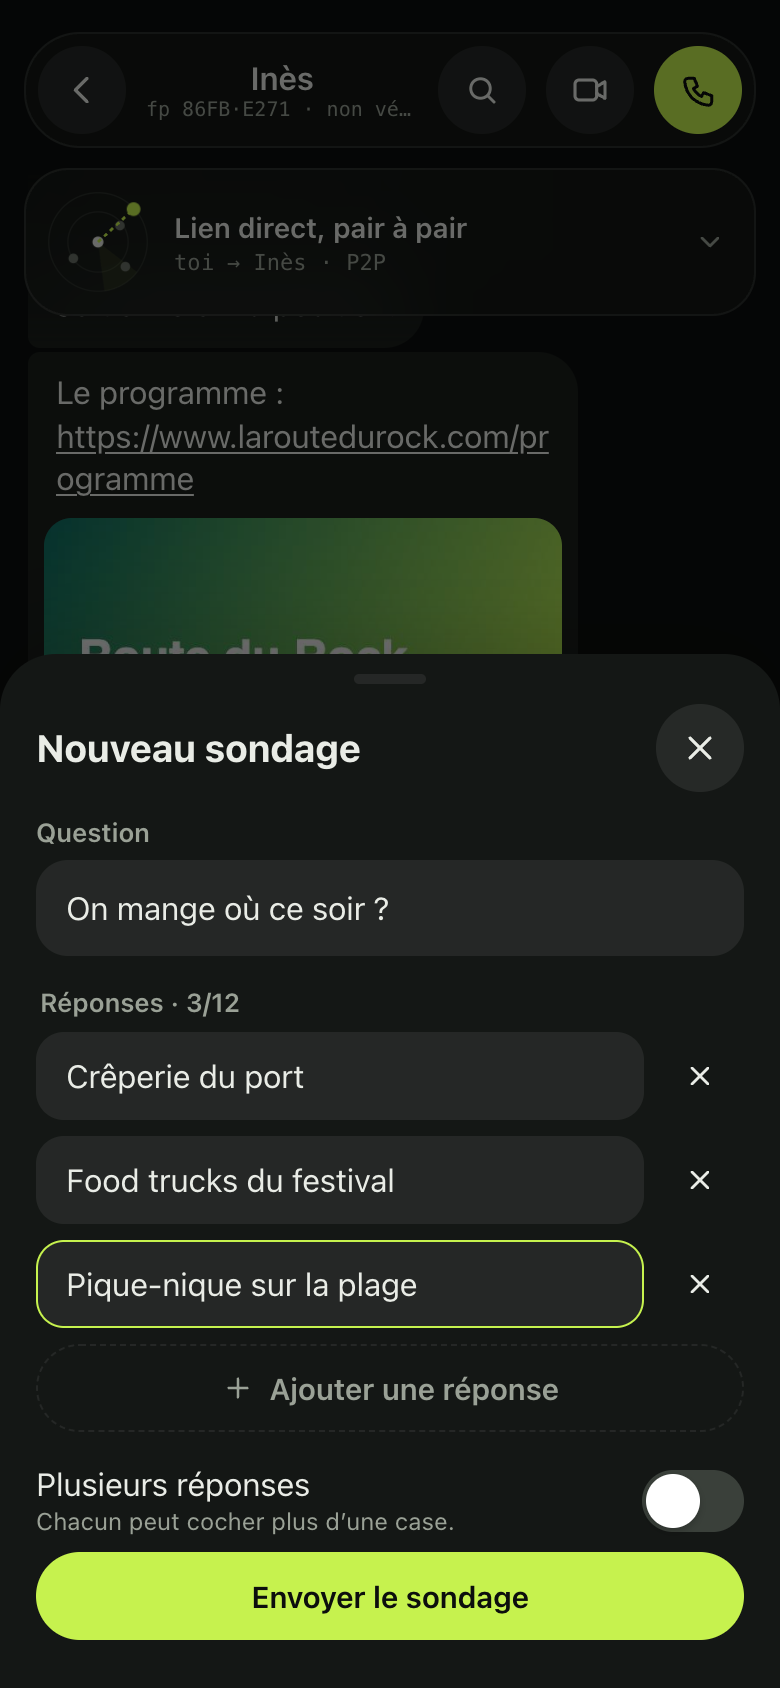 Inès
fp 86FB·E271 · non vé…
Lien direct, pair à pair
toi → Inès · P2P
Le programme :
https://www.laroutedurock.com/pr
ogramme
Route du Rock
Nouveau sondage
Question
On mange où ce soir ?
Réponses · 3/12
Crêperie du port
Food trucks du festival
Pique-nique sur la plage
+ Ajouter une réponse
Plusieurs réponses
Chacun peut cocher plus d’une case.
Envoyer le sondage